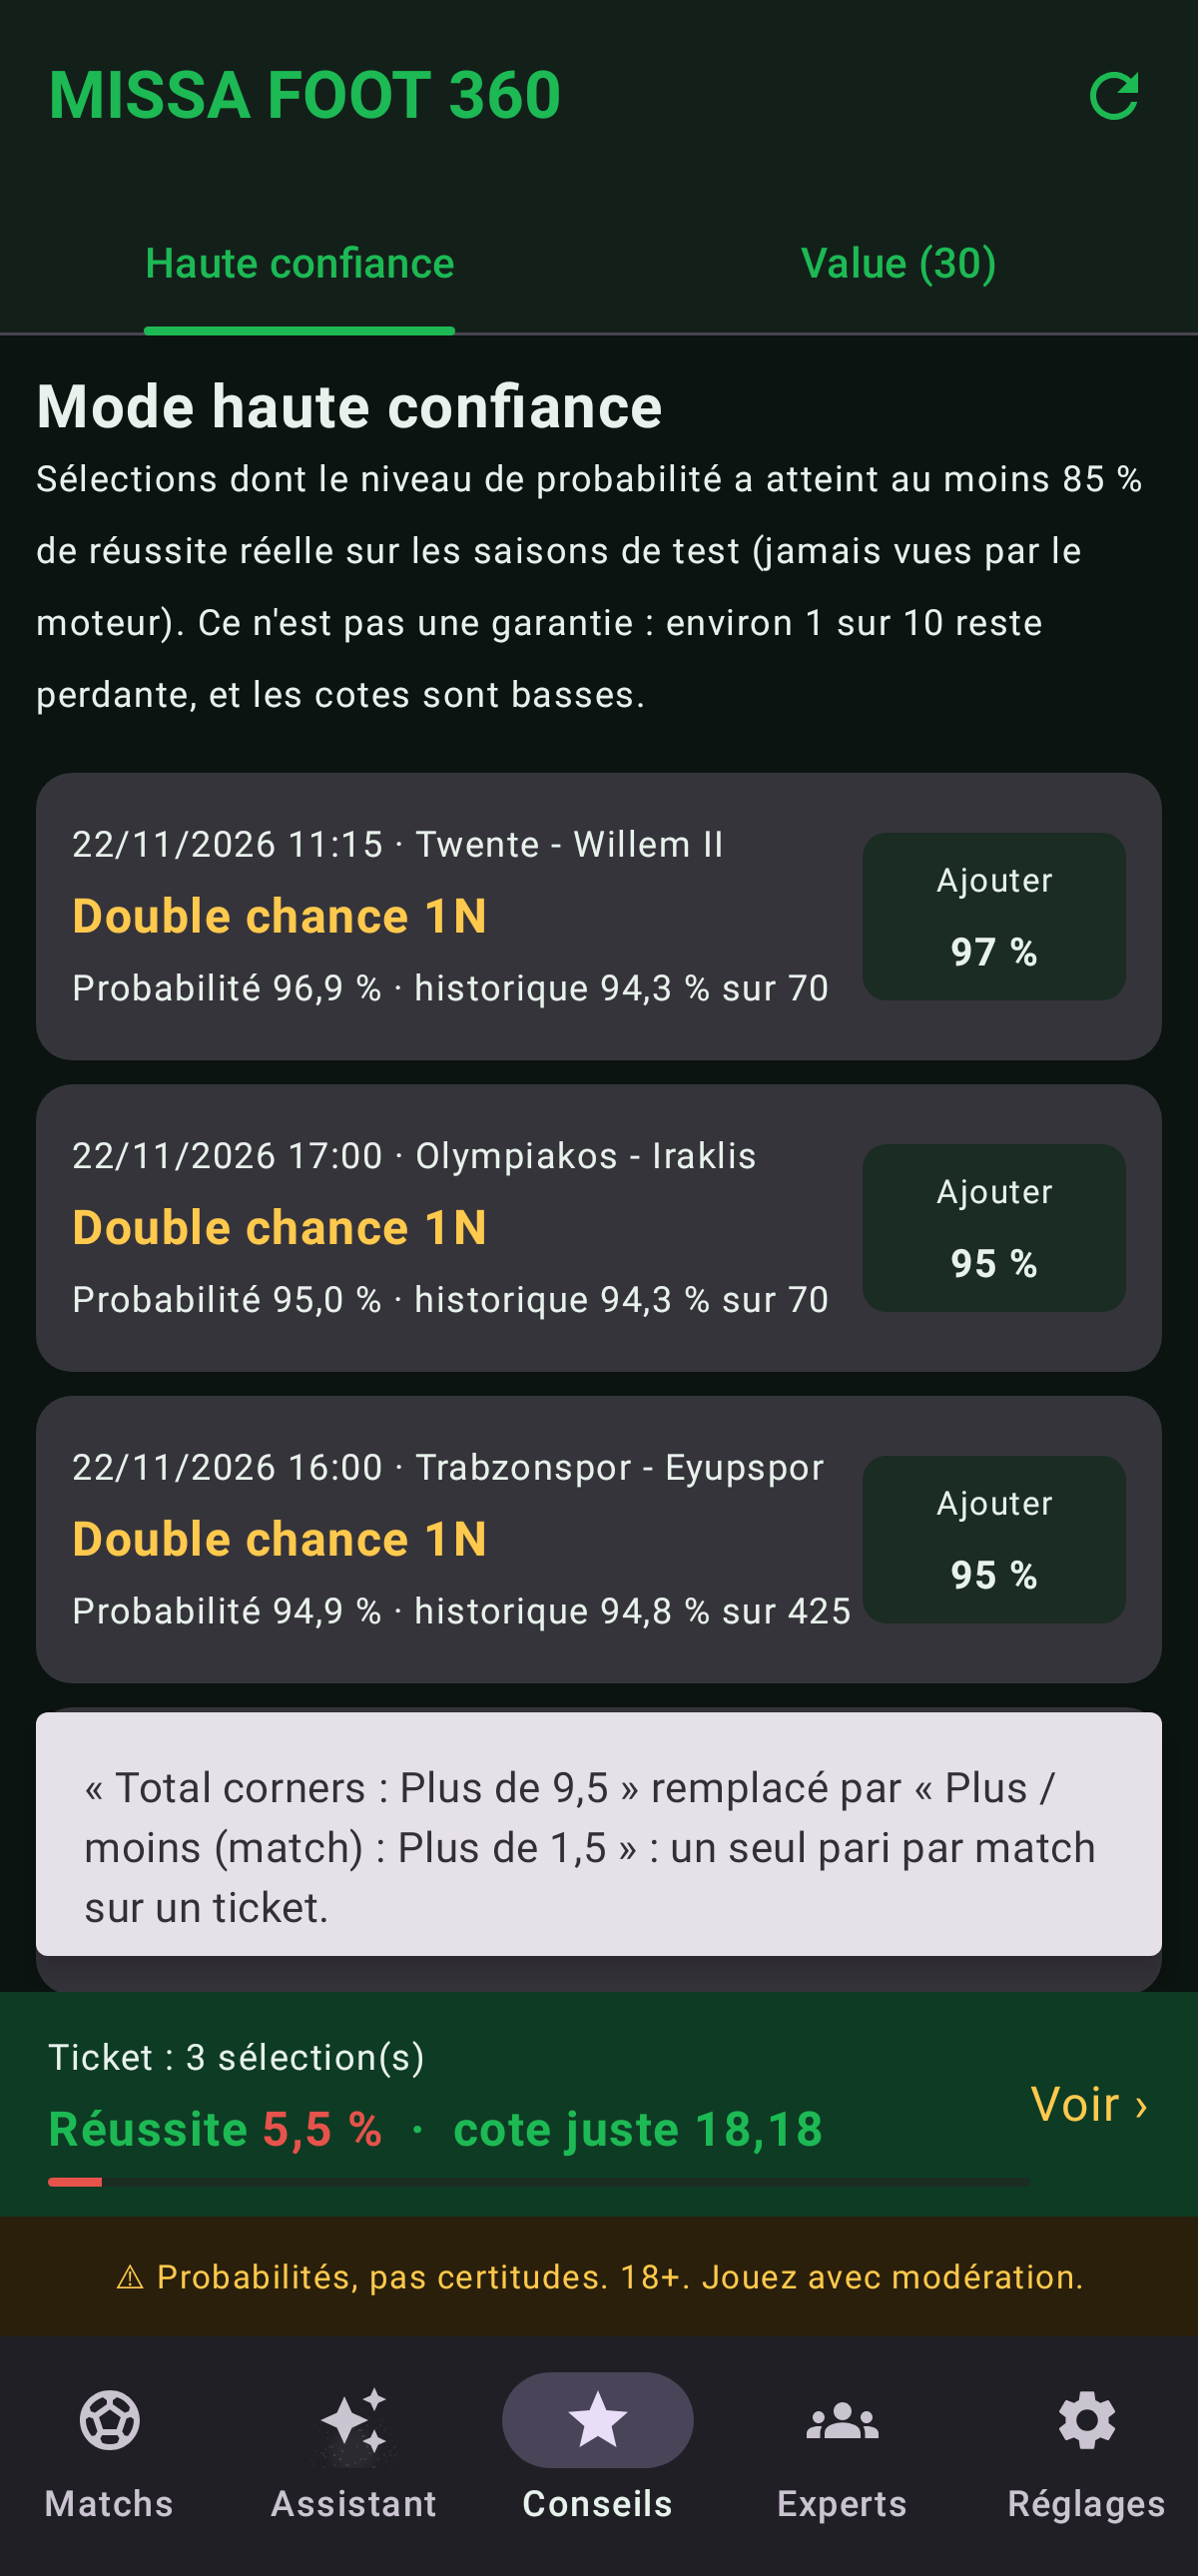 MISSA FOOT 360
Haute confiance
Value (30)
Mode haute confiance
Sélections dont le niveau de probabilité a atteint au moins 85 %
de réussite réelle sur les saisons de test (jamais vues par le
moteur). Ce n'est pas une garantie : environ 1 sur 10 reste
perdante, et les cotes sont basses.
22/11/2026 11:15 · Twente - Willem II
Double chance 1N
Probabilité 96,9 % · historique 94,3 % sur 70
Ajouter
97 %
22/11/2026 17:00 · Olympiakos - Iraklis
Double chance 1N
Probabilité 95,0 % · historique 94,3 % sur 70
Ajouter
95 %
22/11/2026 16:00 · Trabzonspor - Eyupspor
Double chance 1N
Probabilité 94,9 % · historique 94,8 % sur 425
Ajouter
95 %
« Total corners : Plus de 9,5 » remplacé par « Plus /
moins (match) : Plus de 1,5 » : un seul pari par match
sur un ticket.
Ticket : 3 sélection(s)
Réussite 5,5 % · cote juste 18,18
Voir ›
⚠ Probabilités, pas certitudes. 18+. Jouez avec modération.
Matchs
Assistant
Conseils
Experts
Réglages